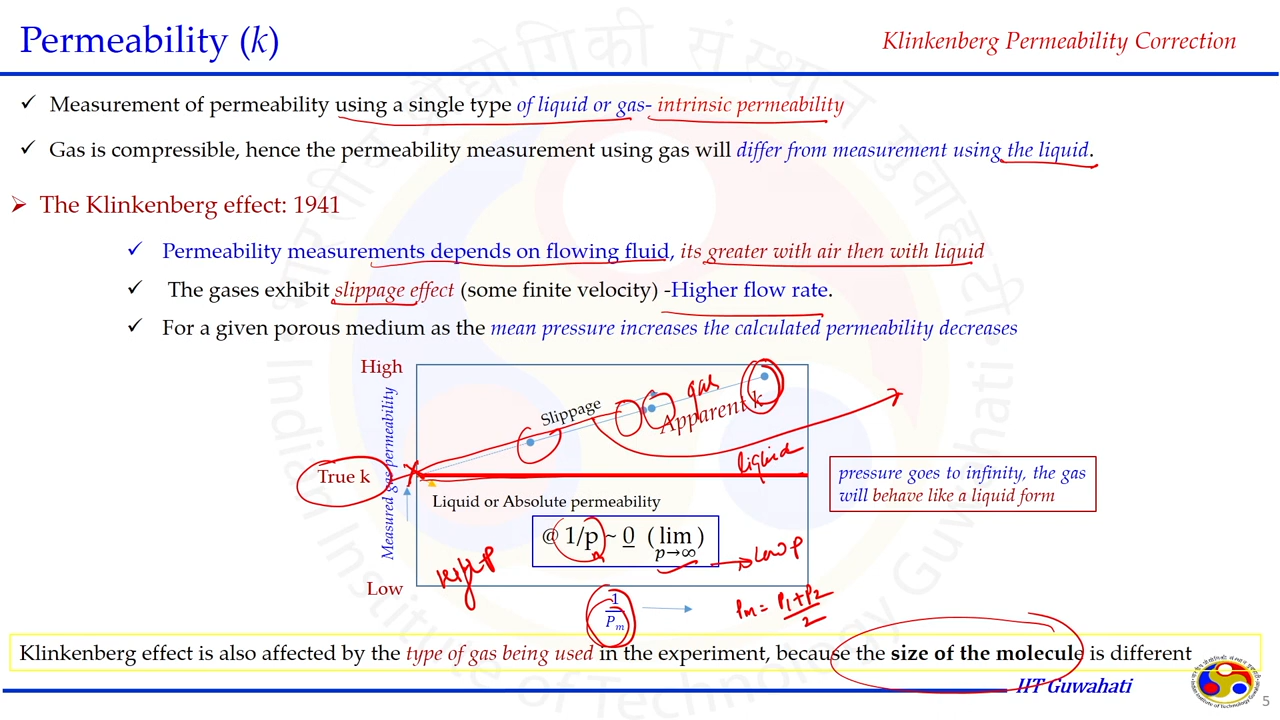 Permeability (k)
Klinkenberg Permeability Correction
✓ Measurement of permeability using a single type of liquid or gas- intrinsic permeability
✓ Gas is compressible, hence the permeability measurement using gas will differ from measurement using the liquid.
➢ The Klinkenberg effect: 1941
✓ Permeability measurements depends on flowing fluid, its greater with air then with liquid
✓ The gases exhibit slippage effect (some finite velocity) -Higher flow rate.
✓ For a given porous medium as the mean pressure increases the calculated permeability decreases
High
Measured gas permeability
gas
Slippage
Apparent k
liquid
True k
Liquid or Absolute permeability
pressure goes to infinity, the gas
will behave like a liquid form
@ 1/p ~ 0 (lim p→∞)
High P
Low P
Low
1/Pm
Pm = P1+P2/2
Klinkenberg effect is also affected by the type of gas being used in the experiment, because the size of the molecule is different
IIT Guwahati
5